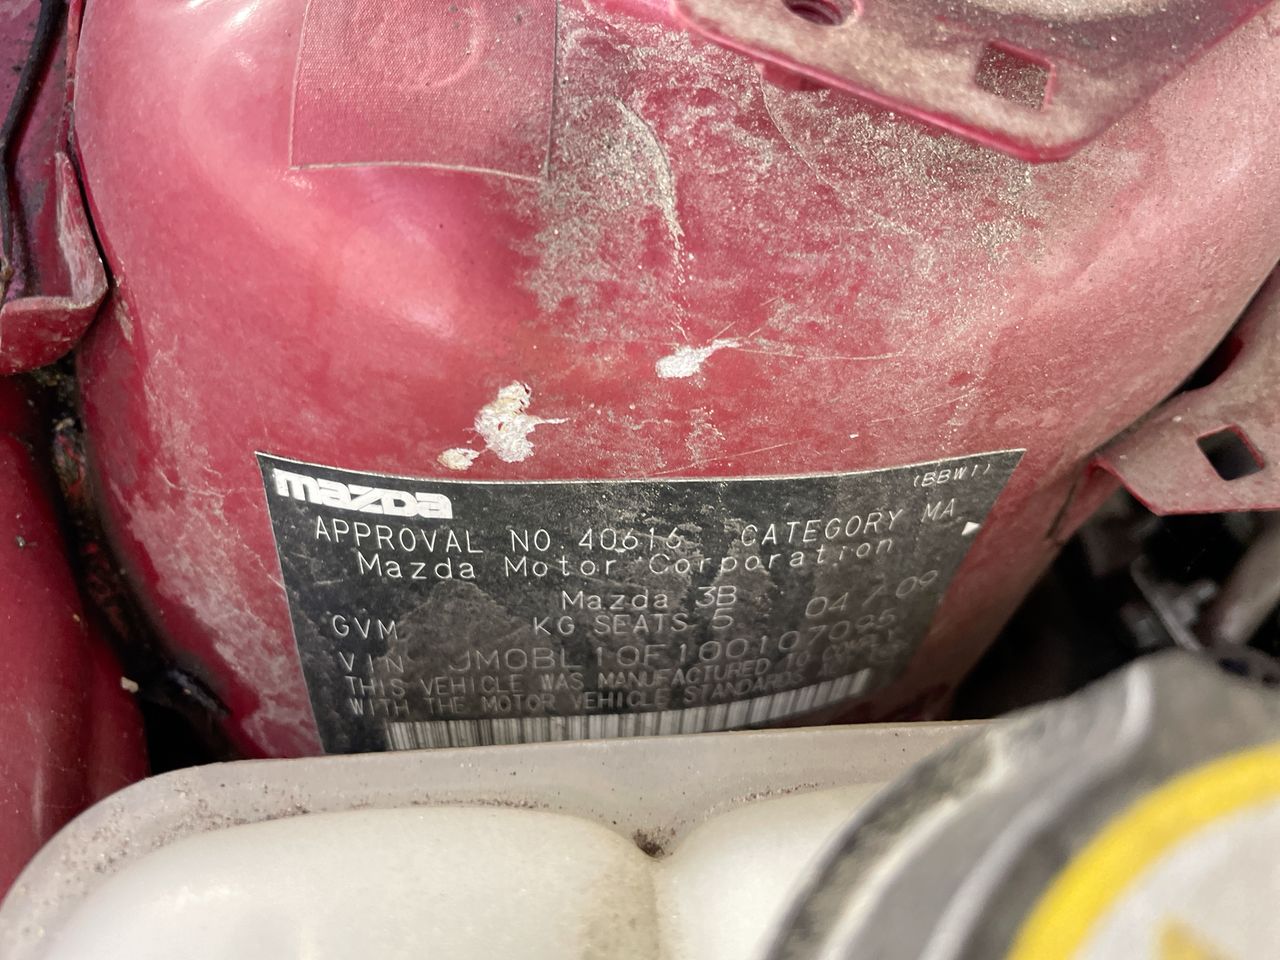 mazda
(BBW1)
APPROVAL NO. 40616 CATEGORY MA
Mazda Motor Corporation
Mazda 3B
GVM KG SEATS 5 04 / 09
VIN JM0BL10F100107085
THIS VEHICLE WAS MANUFACTURED TO COMPLY
WITH THE MOTOR VEHICLE STANDARDS